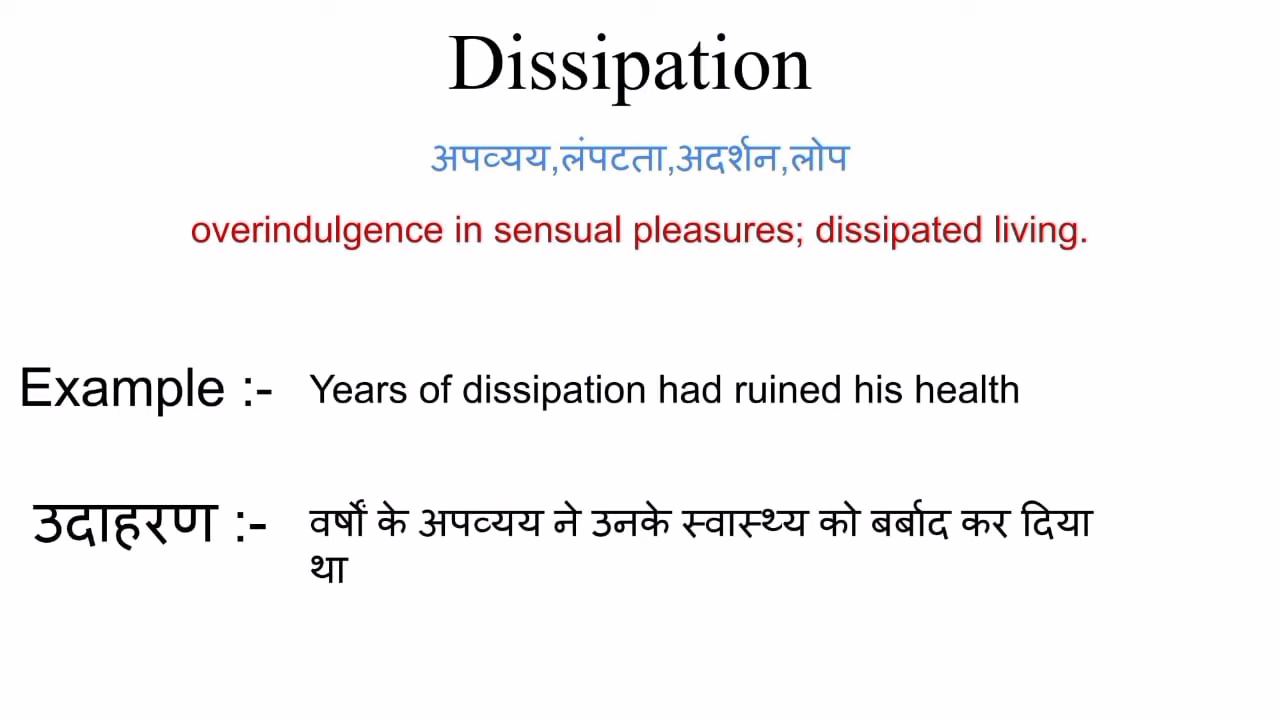 Dissipation
अपव्यय,लंपटता,अदर्शन,लोप
overindulgence in sensual pleasures; dissipated living.
Example :- Years of dissipation had ruined his health
उदाहरण :- वर्षों के अपव्यय ने उनके स्वास्थ्य को बर्बाद कर दिया
था